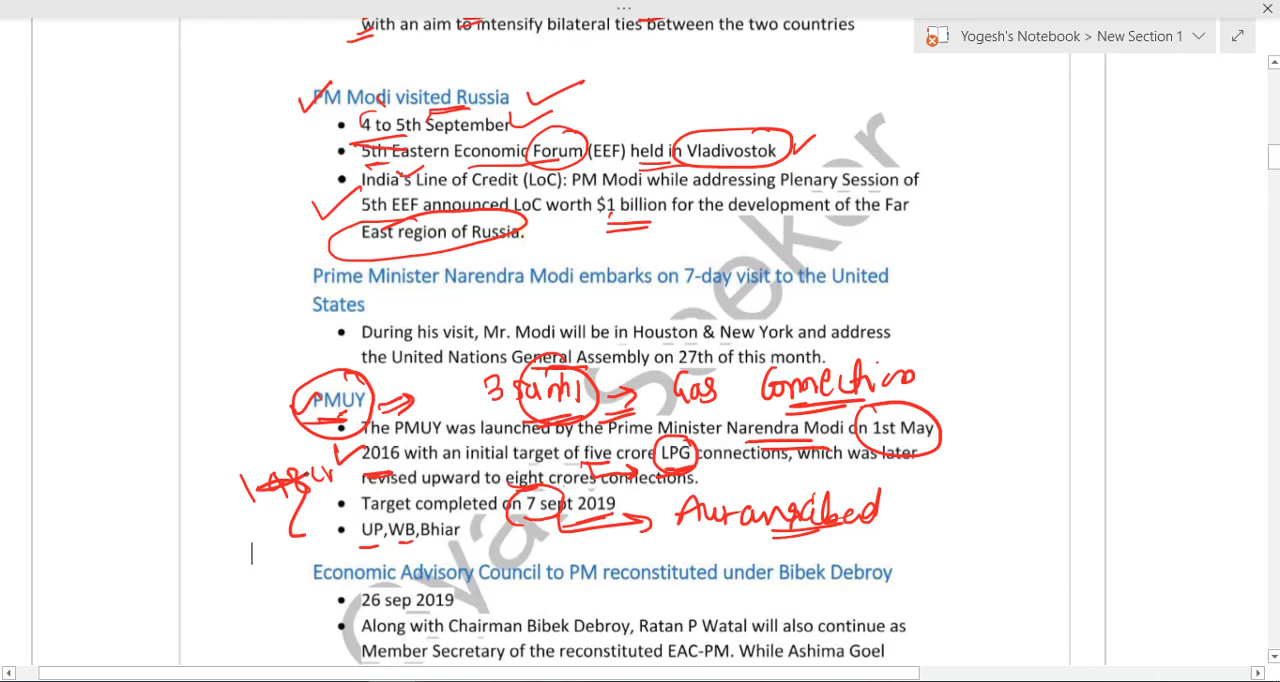 with an aim to intensify bilateral ties between the two countries
Yogesh's Notebook > New Section 1
PM Modi visited Russia
• 4 to 5th September
• 5th Eastern Economic Forum (EEF) held in Vladivostok
• India's Line of Credit (LoC): PM Modi while addressing Plenary Session of
5th EEF announced LoC worth $1 billion for the development of the Far
East region of Russia.
Prime Minister Narendra Modi embarks on 7-day visit to the United
States
• During his visit, Mr. Modi will be in Houston & New York and address
the United Nations General Assembly on 27th of this month.
3 Gas Connection
PMUY
• The PMUY was launched by the Prime Minister Narendra Modi on 1st May
2016 with an initial target of five crore LPG connections, which was later
revised upward to eight crores connections.
• Target completed on 7 sept 2019
• UP,WB,Bhiar
Economic Advisory Council to PM reconstituted under Bibek Debroy
• 26 sep 2019
• Along with Chairman Bibek Debroy, Ratan P Watal will also continue as
Member Secretary of the reconstituted EAC-PM. While Ashima Goel